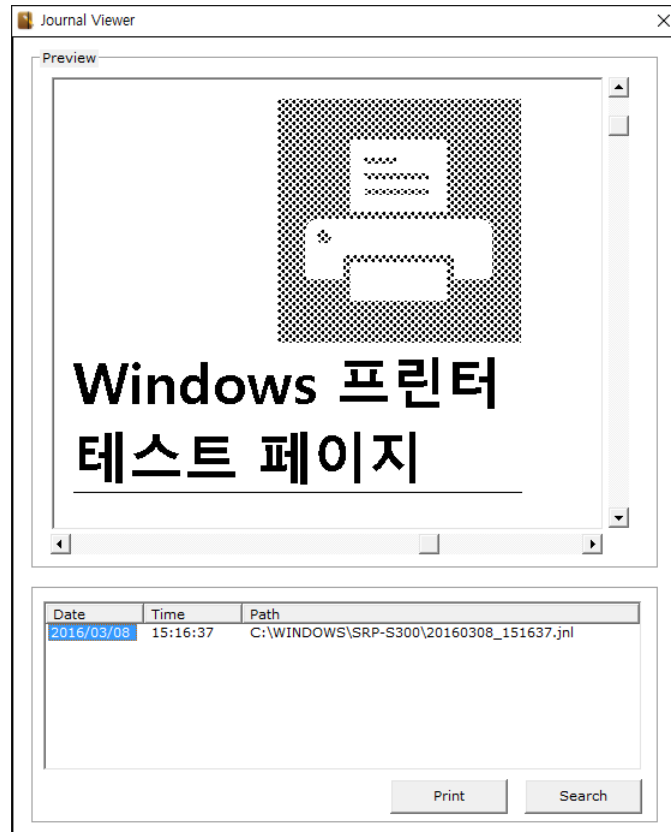 Journal Viewer
Preview
Windows 프린터
테스트 페이지
Date Time Path
2016/03/08 15:16:37 C:\WINDOWS\SRP-S300\20160308_151637.jnl
Print Search